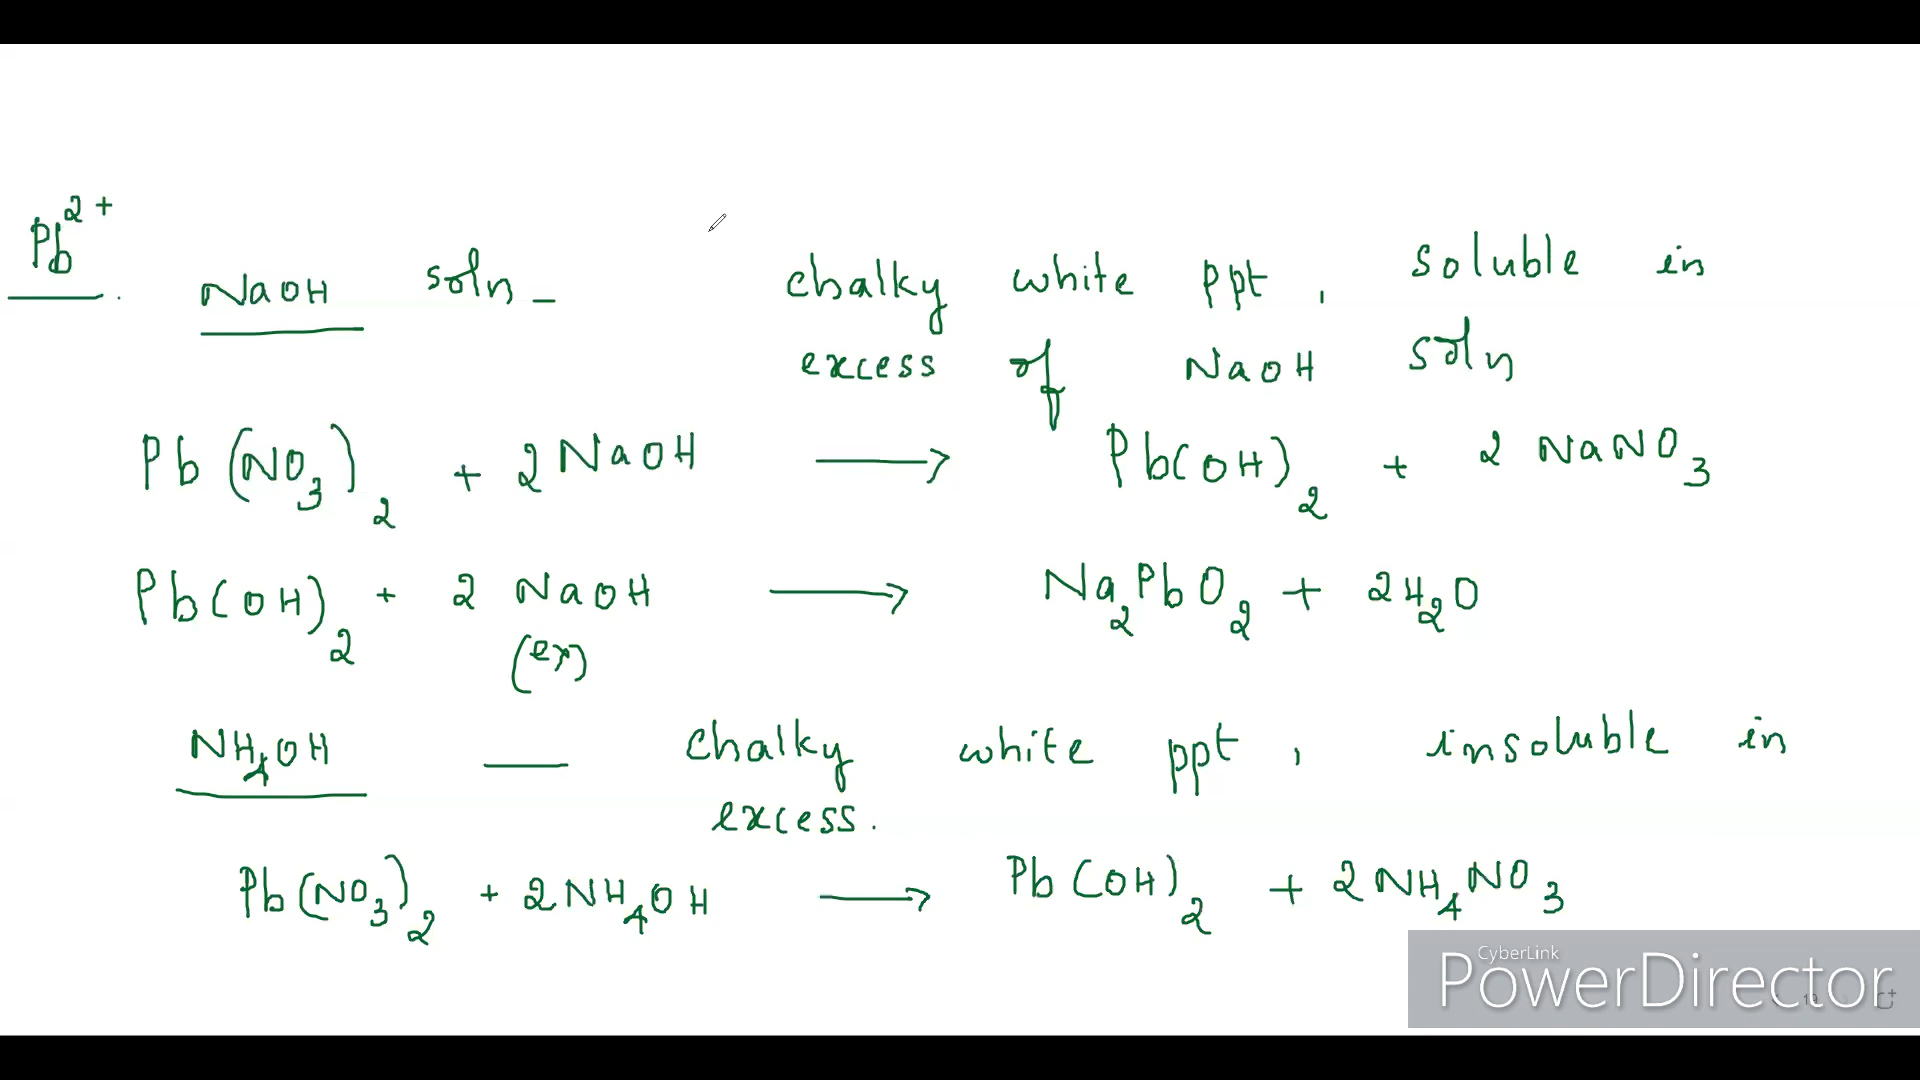 Pb²⁺
NaOH soln – chalky white ppt, soluble in
excess of NaOH soln
Pb(NO₃)₂ + 2NaOH ⟶ Pb(OH)₂ + 2NaNO₃
Pb(OH)₂ + 2 NaOH ⟶ Na₂PbO₂ + 2H₂O
(ex)
NH₄OH — chalky white ppt, insoluble in
excess.
Pb(NO₃)₂ + 2NH₄OH ⟶ Pb(OH)₂ + 2NH₄NO₃
CyberLink
PowerDirector